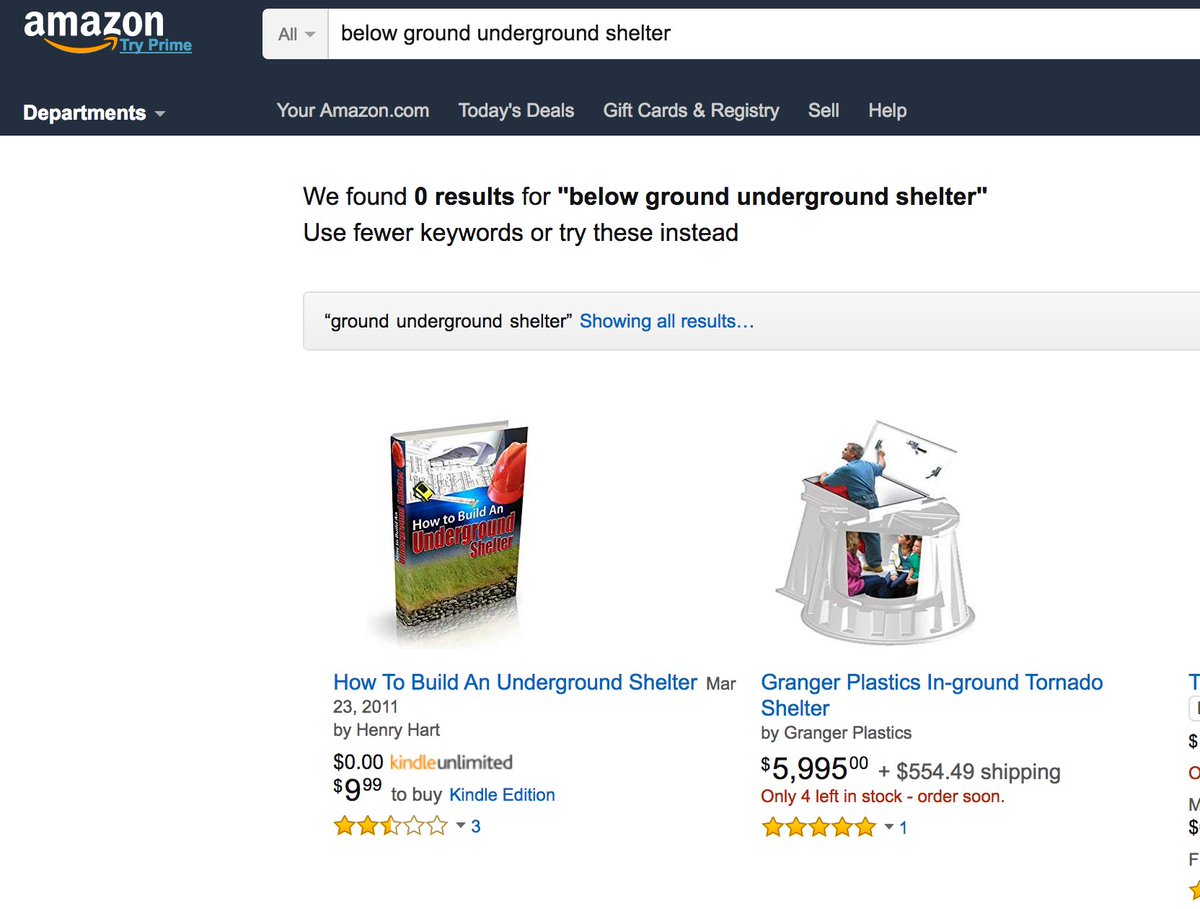 amazon
Try Prime
All
below ground underground shelter
Departments
Your Amazon.com Today's Deals Gift Cards & Registry Sell Help
We found 0 results for "below ground underground shelter"
Use fewer keywords or try these instead
“ground underground shelter” Showing all results…
How to Build An
Underground
Shelter
How To Build An Underground Shelter Mar
23, 2011
by Henry Hart
$0.00 kindleunlimited
$9.99 to buy Kindle Edition
3
Granger Plastics In-ground Tornado
Shelter
by Granger Plastics
$5,995.00 + $554.49 shipping
Only 4 left in stock - order soon.
1
T
$
O
M
$
F